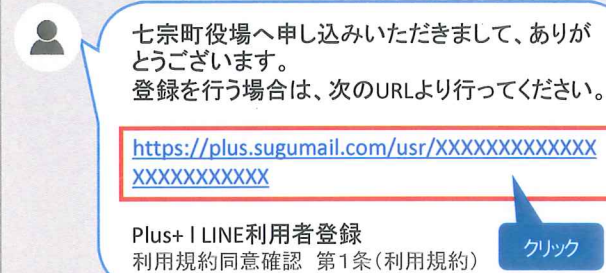 七宗町役場へ申し込みいただきまして、ありが
とうございます。
登録を行う場合は、次のURLより行ってください。
https://plus.sugumail.com/usr/XXXXXXXXXXXXX
XXXXXXXXXXX
Plus+ l LINE利用者登録
利用規約同意確認 第1条(利用規約)
クリック